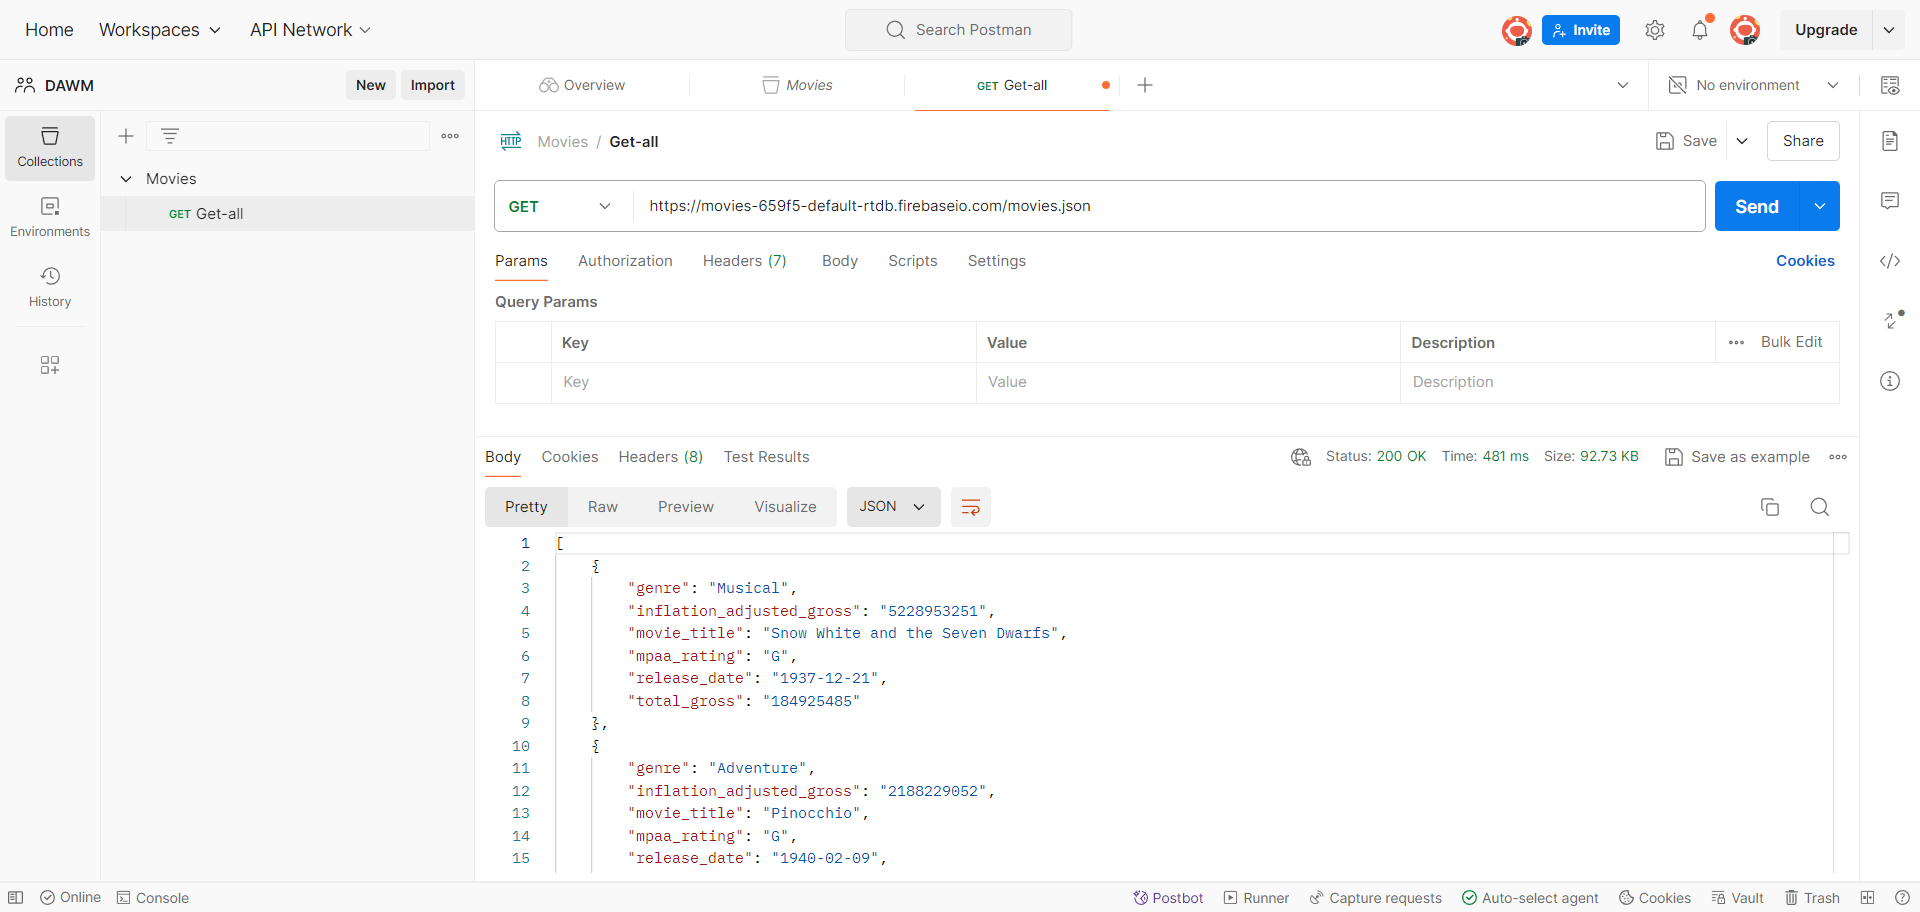 Home Workspaces API Network Search Postman Invite Upgrade
DAWM New Import Overview Movies GET Get-all No environment
Collections
Environments
History
Movies
GET Get-all
HTTP Movies / Get-all Save Share
GET https://movies-659f5-default-rtdb.firebaseio.com/movies.json Send
Params Authorization Headers (7) Body Scripts Settings Cookies
Query Params
Key Value Description Bulk Edit
Key Value Description
Body Cookies Headers (8) Test Results Status: 200 OK Time: 481 ms Size: 92.73 KB Save as example
Pretty Raw Preview Visualize JSON
1 [
2 {
3 "genre": "Musical",
4 "inflation_adjusted_gross": "5228953251",
5 "movie_title": "Snow White and the Seven Dwarfs",
6 "mpaa_rating": "G",
7 "release_date": "1937-12-21",
8 "total_gross": "184925485"
9 },
10 {
11 "genre": "Adventure",
12 "inflation_adjusted_gross": "2188229052",
13 "movie_title": "Pinocchio",
14 "mpaa_rating": "G",
15 "release_date": "1940-02-09",
Online Console Postbot Runner Capture requests Auto-select agent Cookies Vault Trash